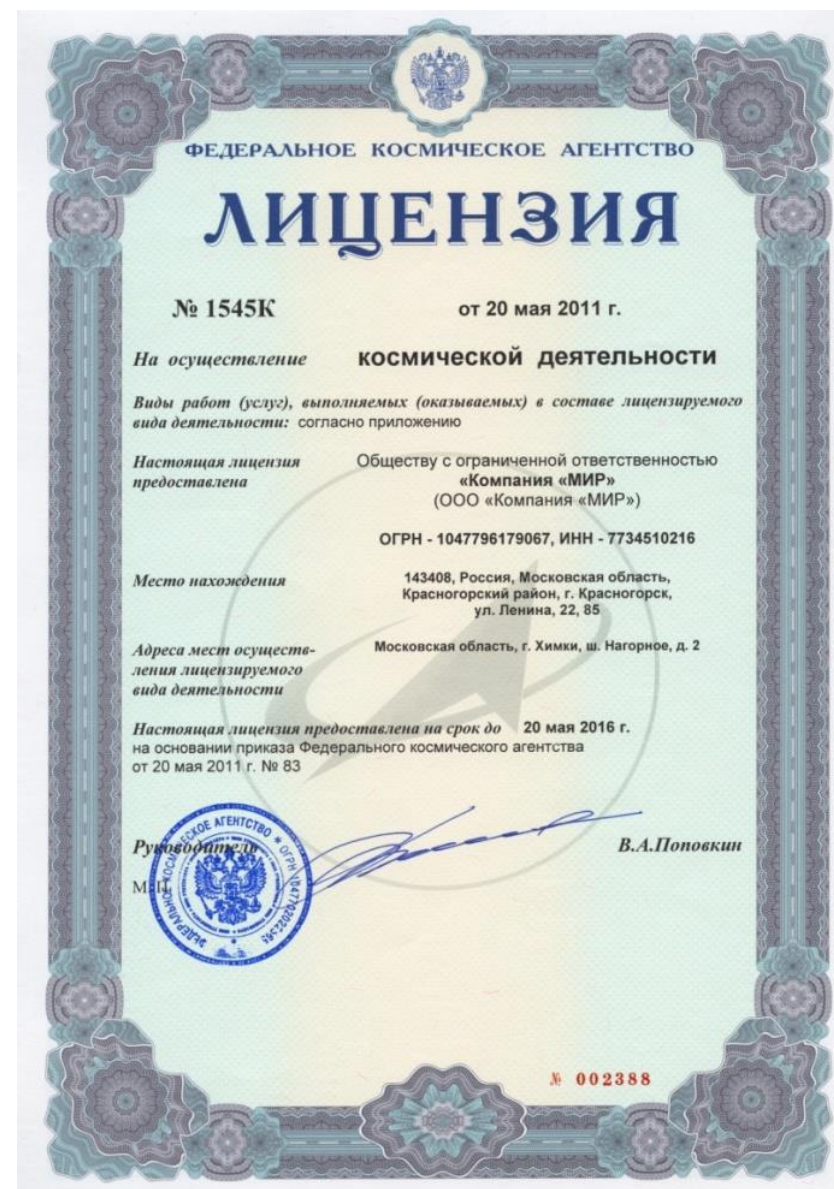 ФЕДЕРАЛЬНОЕ КОСМИЧЕСКОЕ АГЕНТСТВО
ЛИЦЕНЗИЯ
№ 1545К от 20 мая 2011 г.
На осуществление космической деятельности
Виды работ (услуг), выполняемых (оказываемых) в составе лицензируемого
вида деятельности: согласно приложению
Настоящая лицензия Обществу с ограниченной ответственностью
предоставлена «Компания «МИР»
(ООО «Компания «МИР»)
ОГРН - 1047796179067, ИНН - 7734510216
Место нахождения 143408, Россия, Московская область,
Красногорский район, г. Красногорск,
ул. Ленина, 22, 85
Адреса мест осуществ- Московская область, г. Химки, ш. Нагорное, д. 2
ления лицензируемого
вида деятельности
Настоящая лицензия предоставлена на срок до 20 мая 2016 г.
на основании приказа Федерального космического агентства
от 20 мая 2011 г. № 83
Руководитель В.А.Поповкин
М.П.
ФЕДЕРАЛЬНОЕ КОСМИЧЕСКОЕ АГЕНТСТВО ОГРН
№ 002388